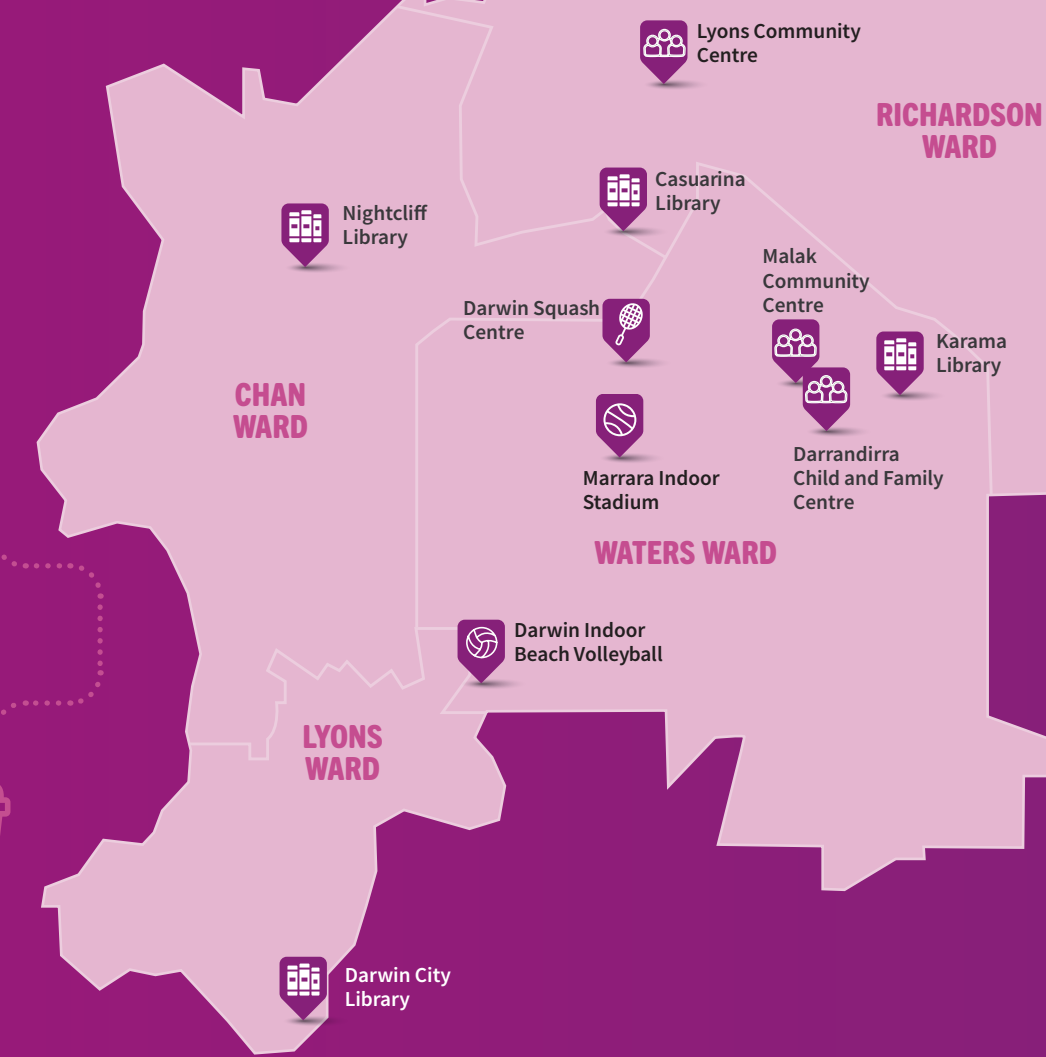 Lyons Community
Centre
RICHARDSON
WARD
Casuarina
Library
Nightcliff
Library
Malak
Community
Centre
Darwin Squash
Centre
Karama
Library
CHAN
WARD
Darrandirra
Child and Family
Centre
Marrara Indoor
Stadium
WATERS WARD
Darwin Indoor
Beach Volleyball
LYONS
WARD
Darwin City
Library